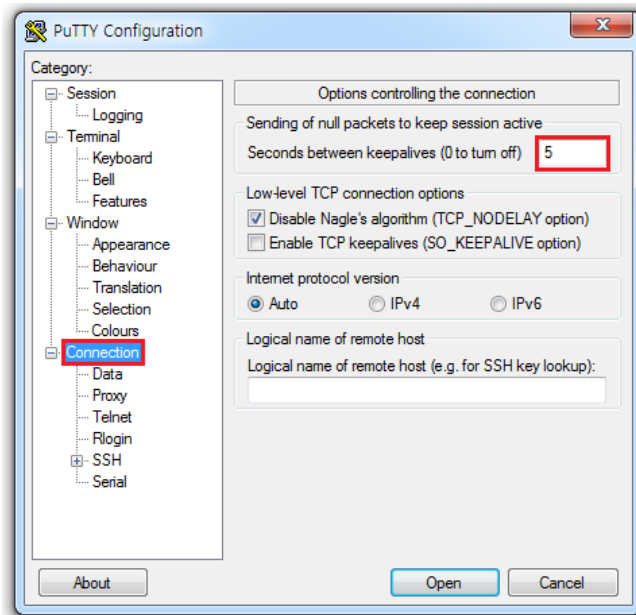 PuTTY Configuration
Category:
Session
Logging
Terminal
Keyboard
Bell
Features
Window
Appearance
Behaviour
Translation
Selection
Colours
Connection
Data
Proxy
Telnet
Rlogin
SSH
Serial
Options controlling the connection
Sending of null packets to keep session active
Seconds between keepalives (0 to turn off) 5
Low-level TCP connection options
Disable Nagle's algorithm (TCP_NODELAY option)
Enable TCP keepalives (SO_KEEPALIVE option)
Internet protocol version
Auto IPv4 IPv6
Logical name of remote host
Logical name of remote host (e.g. for SSH key lookup):
About Open Cancel